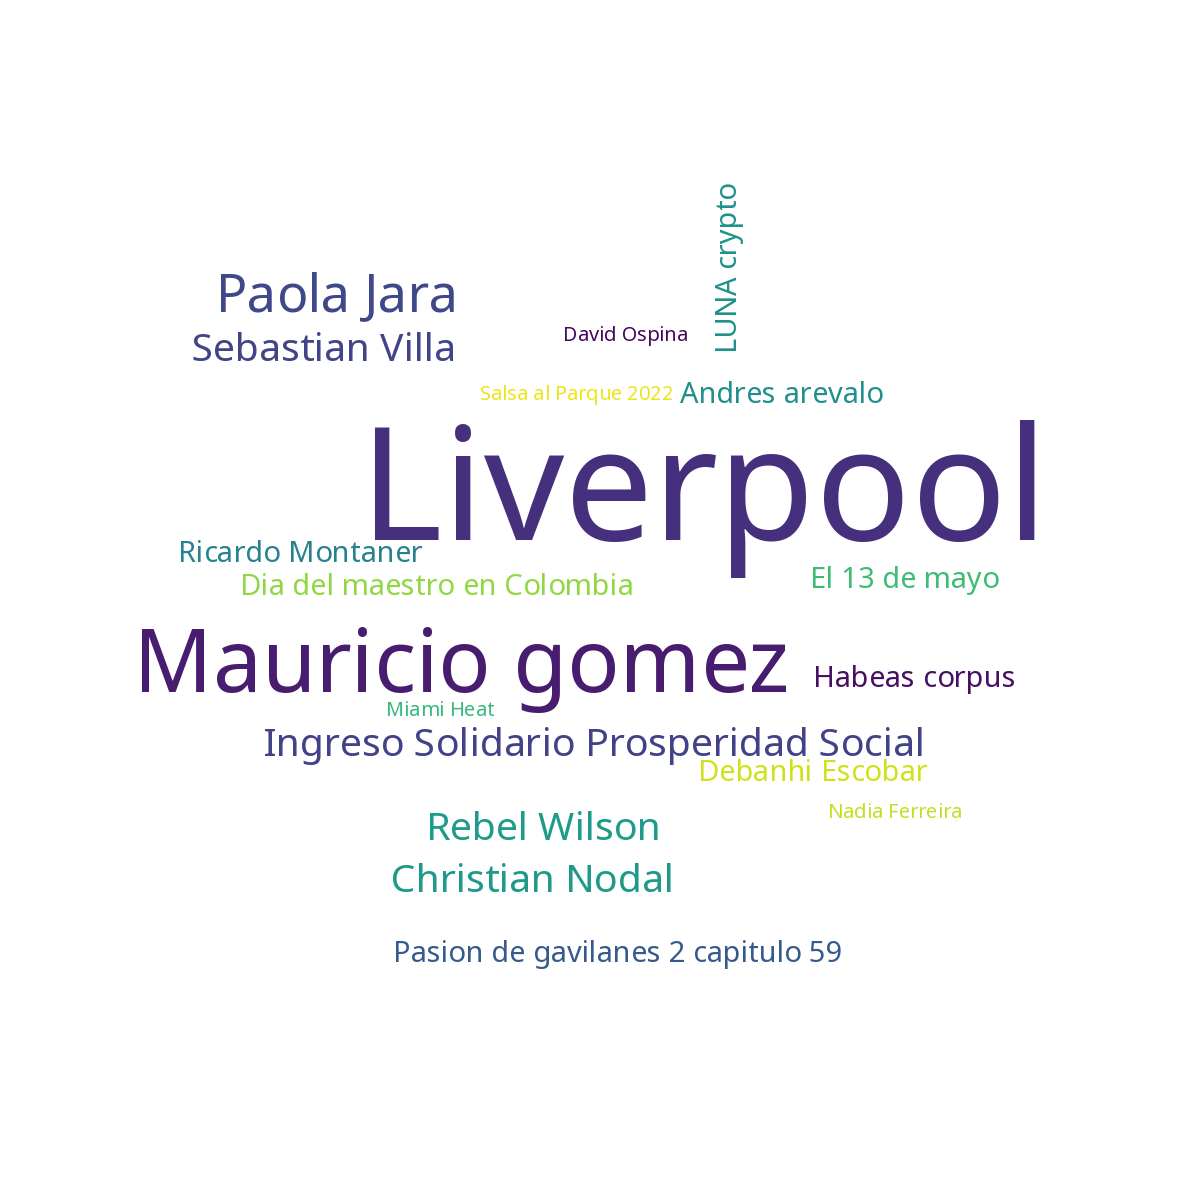 LUNA crypto
Paola Jara
David Ospina
Sebastian Villa
Salsa al Parque 2022
Andres arevalo
Liverpool
Ricardo Montaner
El 13 de mayo
Dia del maestro en Colombia
Mauricio gomez
Habeas corpus
Miami Heat
Ingreso Solidario Prosperidad Social
Debanhi Escobar
Nadia Ferreira
Rebel Wilson
Christian Nodal
Pasion de gavilanes 2 capitulo 59